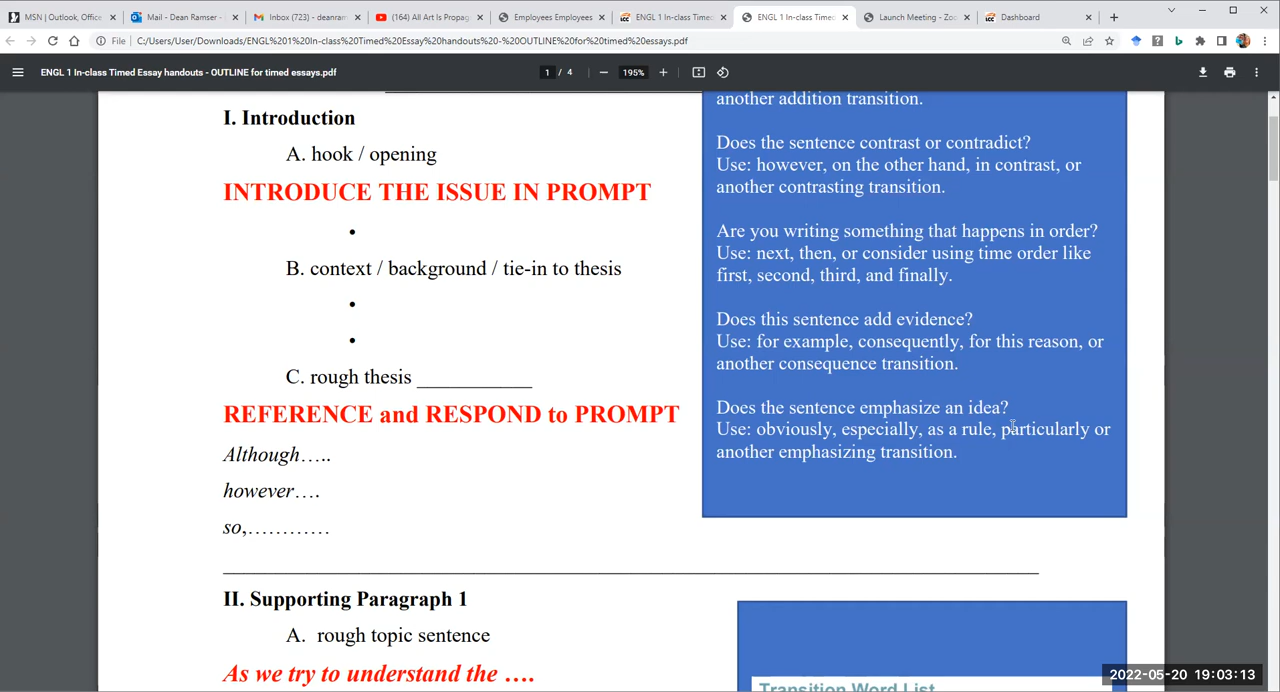 MSN | Outlook, Office
Mail - Dean Ramser -
Inbox (723) - deanram
(164) All Art Is Propag
Employees Employees
ENGL 1 In-class Timed
ENGL 1 In-class Timed
Launch Meeting - Zoo
Dashboard
File C:/Users/User/Downloads/ENGL%201%20In-class%20Timed%20Essay%20handouts%20-%20OUTLINE%20for%20timed%20essays.pdf
ENGL 1 In-class Timed Essay handouts - OUTLINE for timed essays.pdf
1 / 4
195%
I. Introduction
A. hook / opening
INTRODUCE THE ISSUE IN PROMPT
•
B. context / background / tie-in to thesis
•
•
C. rough thesis ___________
REFERENCE and RESPOND to PROMPT
Although…..
however….
so,…………
II. Supporting Paragraph 1
A. rough topic sentence
As we try to understand the ….
another addition transition.
Does the sentence contrast or contradict?
Use: however, on the other hand, in contrast, or
another contrasting transition.
Are you writing something that happens in order?
Use: next, then, or consider using time order like
first, second, third, and finally.
Does this sentence add evidence?
Use: for example, consequently, for this reason, or
another consequence transition.
Does the sentence emphasize an idea?
Use: obviously, especially, as a rule, particularly or
another emphasizing transition.
Transition Word List
2022-05-20 19:03:13